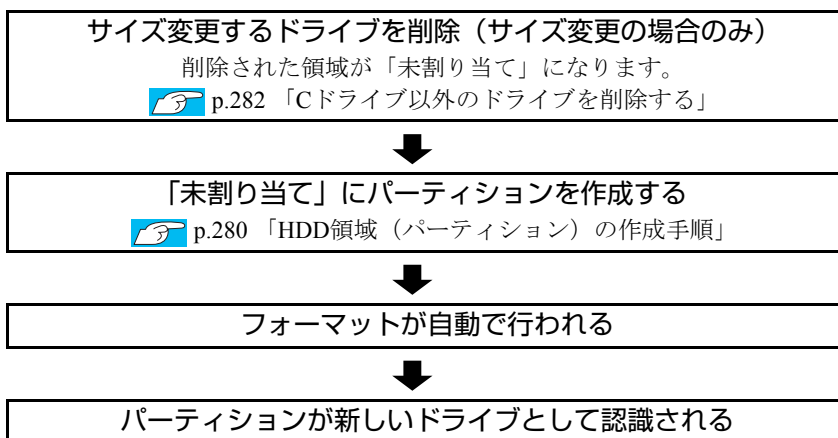 サイズ変更するドライブを削除（サイズ変更の場合のみ）
削除された領域が「未割り当て」になります。
p.282 「Cドライブ以外のドライブを削除する」
「未割り当て」にパーティションを作成する
p.280 「HDD領域（パーティション）の作成手順」
フォーマットが自動で行われる
パーティションが新しいドライブとして認識される